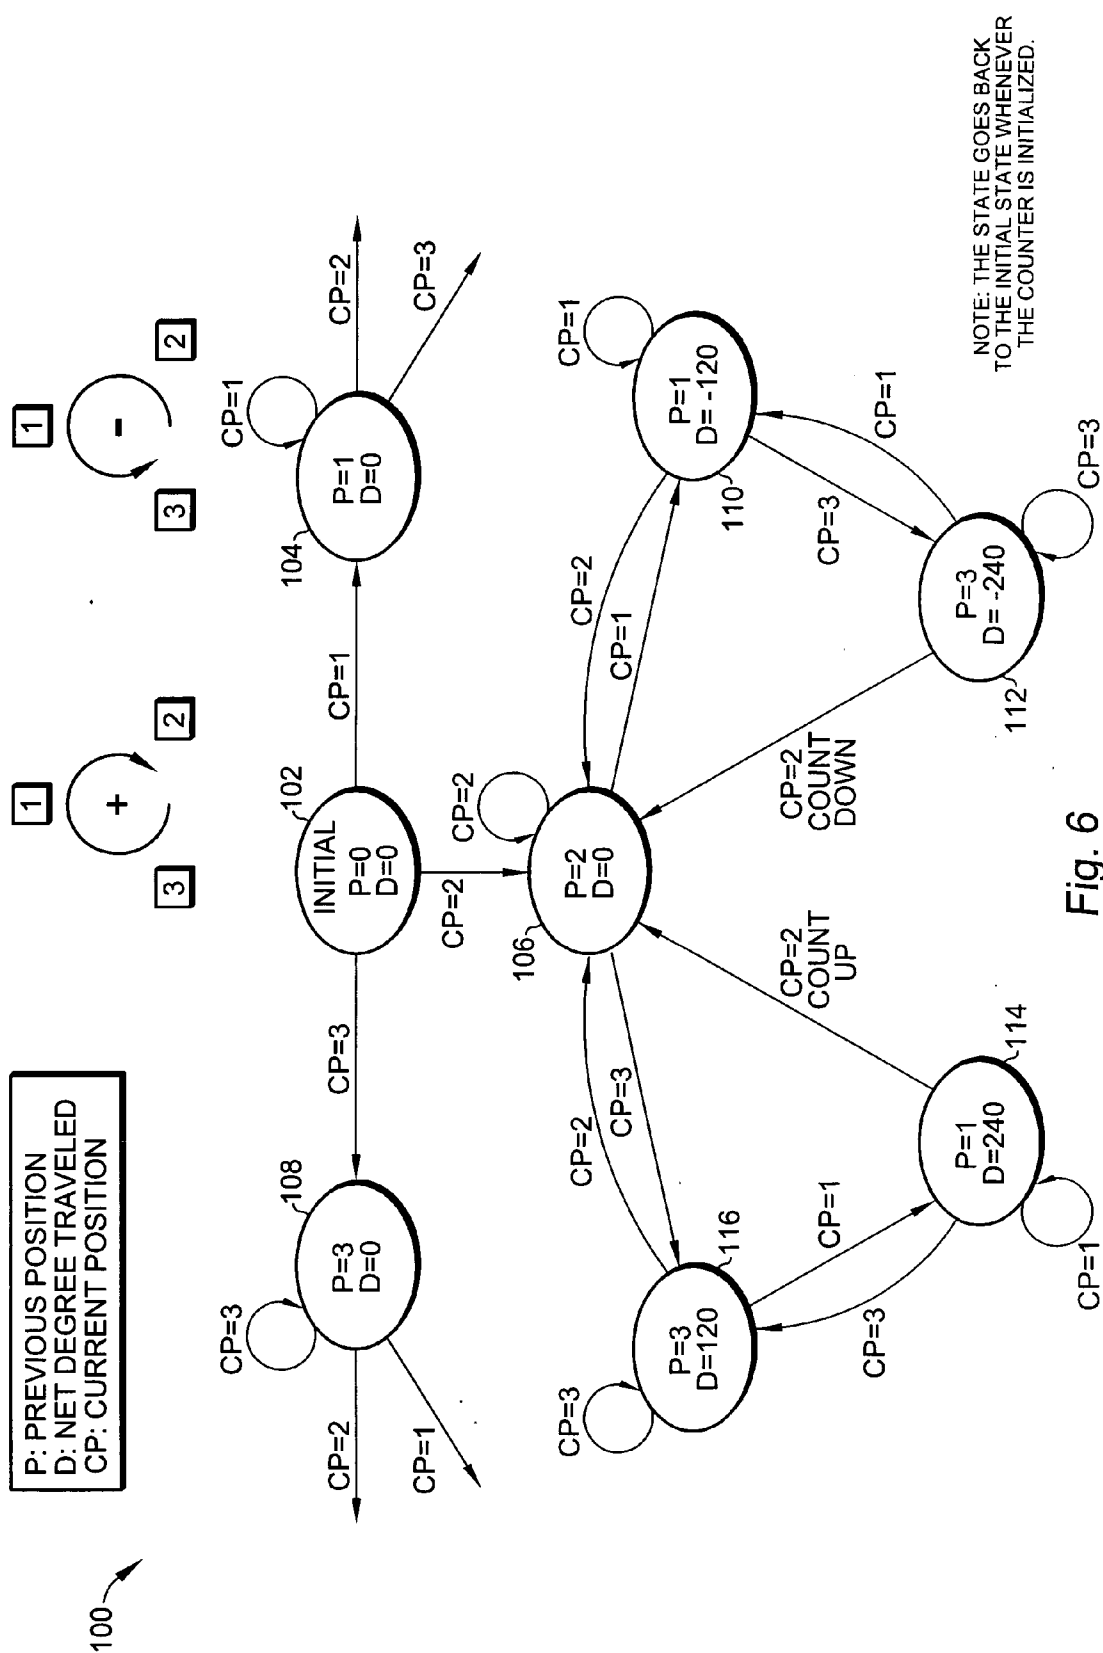 100
P: PREVIOUS POSITION
D: NET DEGREE TRAVELED
CP: CURRENT POSITION
1
+
3
2
1
-
3
2
CP=3
108
P=3
D=0
CP=2
CP=1
CP=3
INITIAL
P=0
D=0
102
CP=1
CP=2
104
P=1
D=0
CP=1
CP=2
CP=3
CP=2
106
P=2
D=0
CP=2
CP=3
CP=2
CP=1
CP=3
P=3
D=120
116
CP=1
110
P=1
D= -120
CP=1
CP=3
CP=2
COUNT
UP
CP=2
COUNT
DOWN
CP=3
CP=1
P=1
D=240
114
CP=1
112
P=3
D= -240
CP=3
NOTE: THE STATE GOES BACK
TO THE INITIAL STATE WHENEVER
THE COUNTER IS INITIALIZED.
Fig. 6